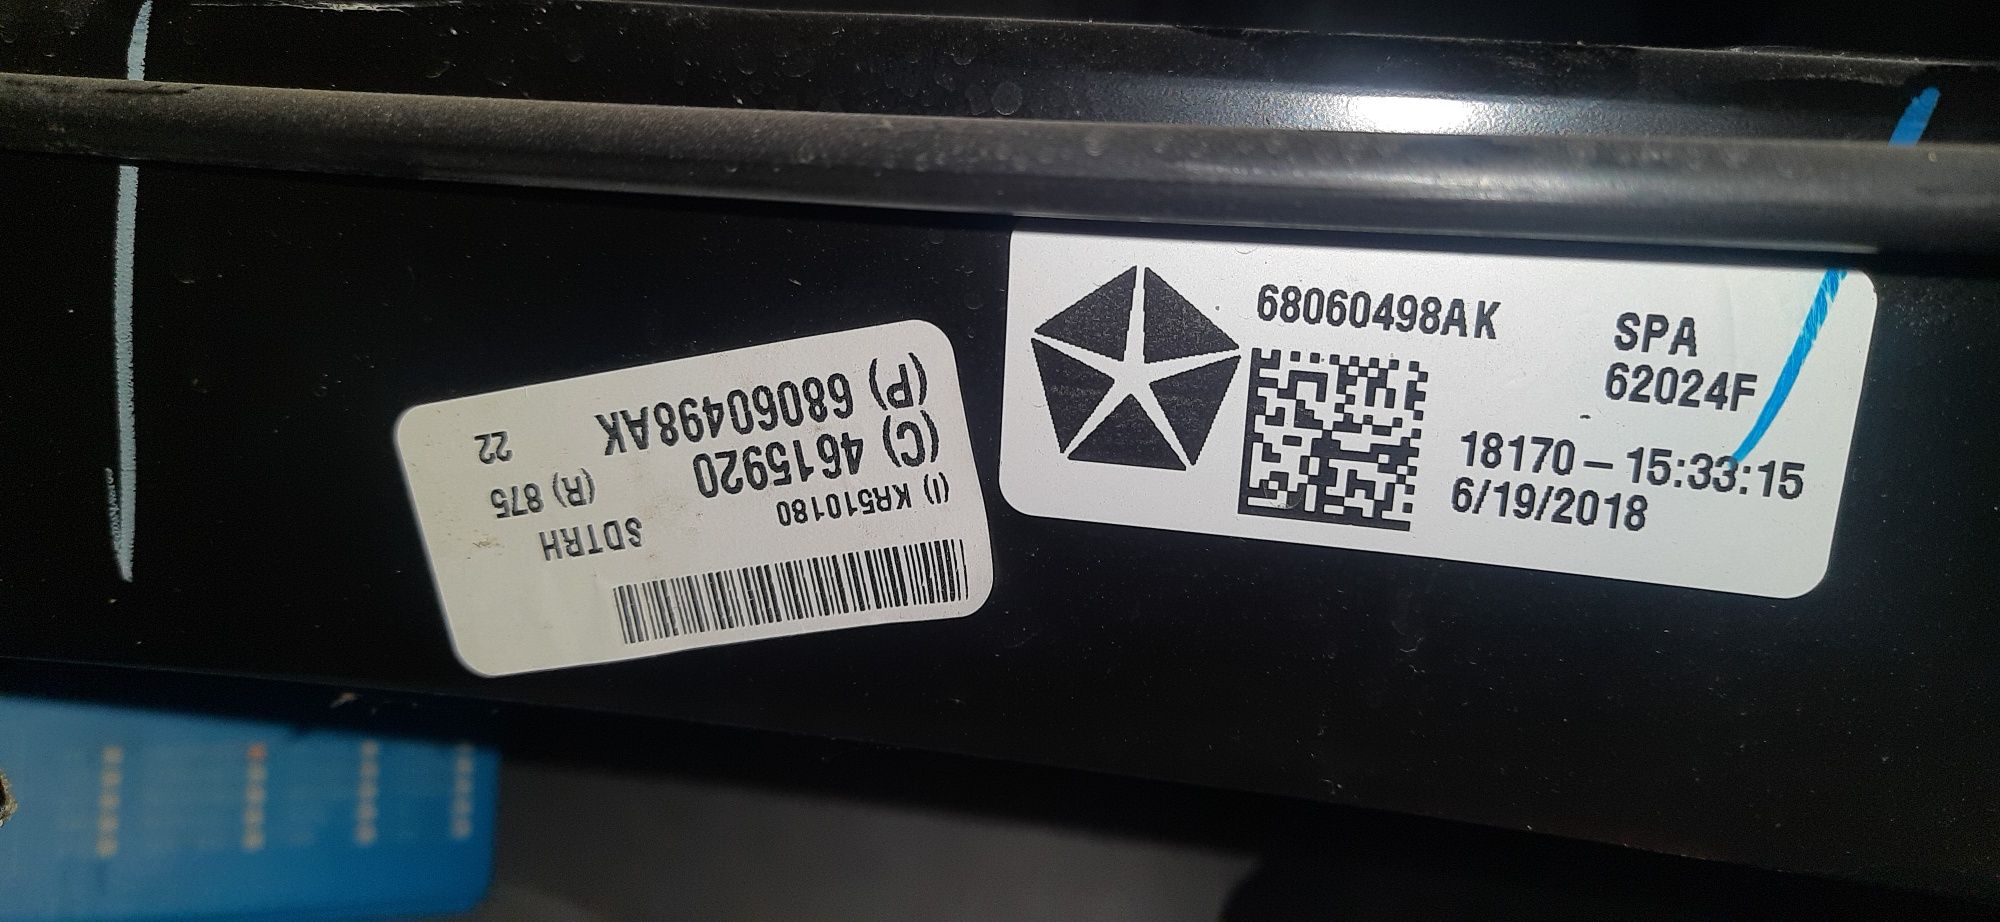 68060498AK
SPA
62024F
18170-15:33:15
6/19/2018
(P) 68060498AK
(C) 4615920
22
(I) KR510180
(R) 875
SDTRH